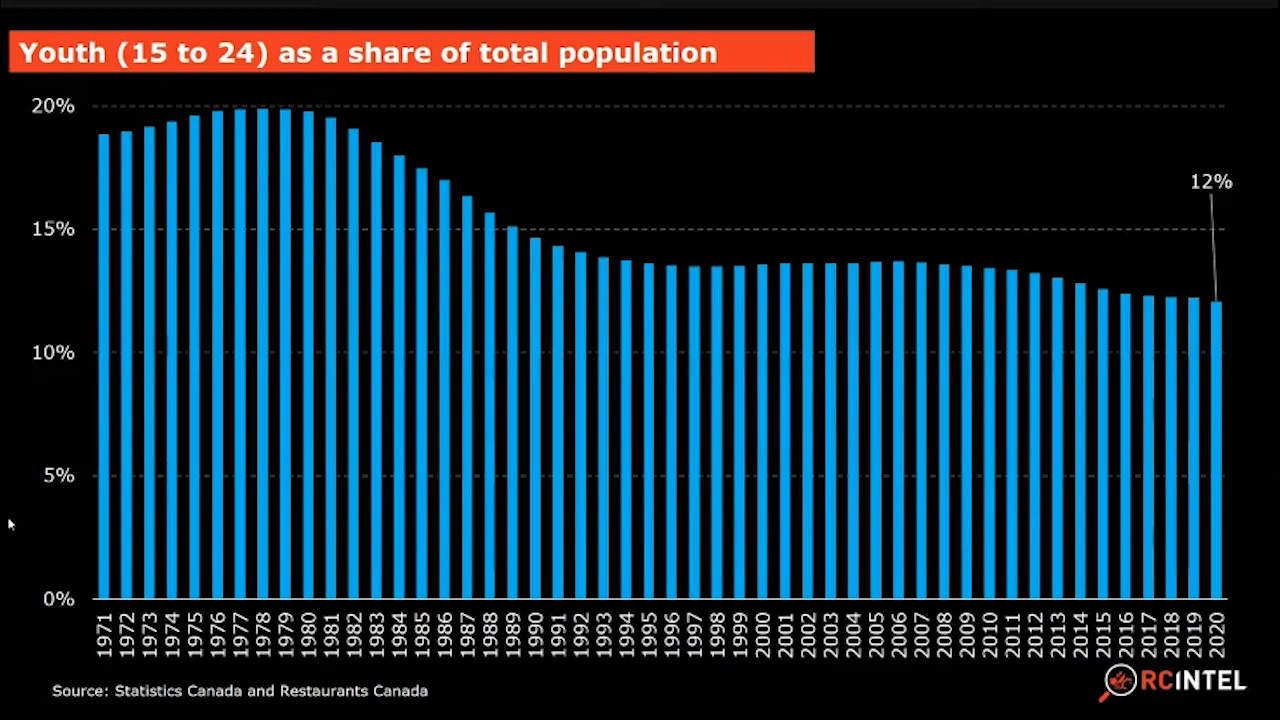 Youth (15 to 24) as a share of total population
20%
15%
10%
5%
0%
12%
1971 1972 1973 1974 1975 1976 1977 1978 1979 1980 1981 1982 1983 1984 1985 1986 1987 1988 1989 1990 1991 1992 1993 1994 1995 1996 1997 1998 1999 2000 2001 2002 2003 2004 2005 2006 2007 2008 2009 2010 2011 2012 2013 2014 2015 2016 2017 2018 2019 2020
Source: Statistics Canada and Restaurants Canada
RCINTEL